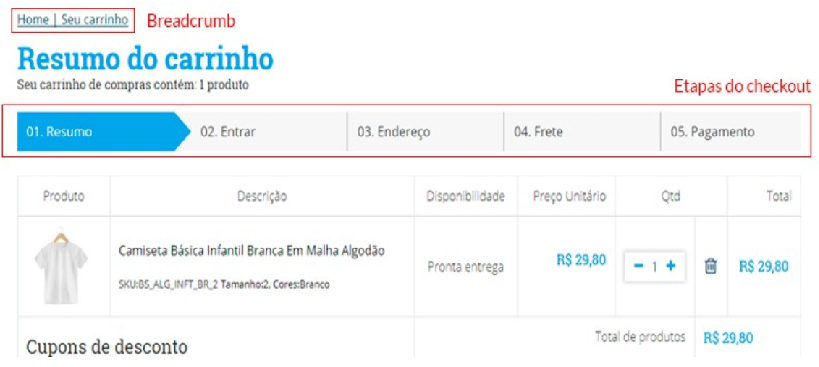 Home | Seu carrinho Breadcrumb
Resumo do carrinho
Seu carrinho de compras contém: 1 produto
Etapas do checkout
01. Resumo 02. Entrar 03. Endereço 04. Frete 05. Pagamento
Produto Descrição Disponibilidade Preço Unitário Qtd Total
Camiseta Básica Infantil Branca Em Malha Algodão
Pronta entrega R$ 29,80 - 1 + R$ 29,80
SKU:BS_ALG_INFT_BR_2 Tamanho:2, Cores:Branco
Total de produtos R$ 29,80
Cupons de desconto